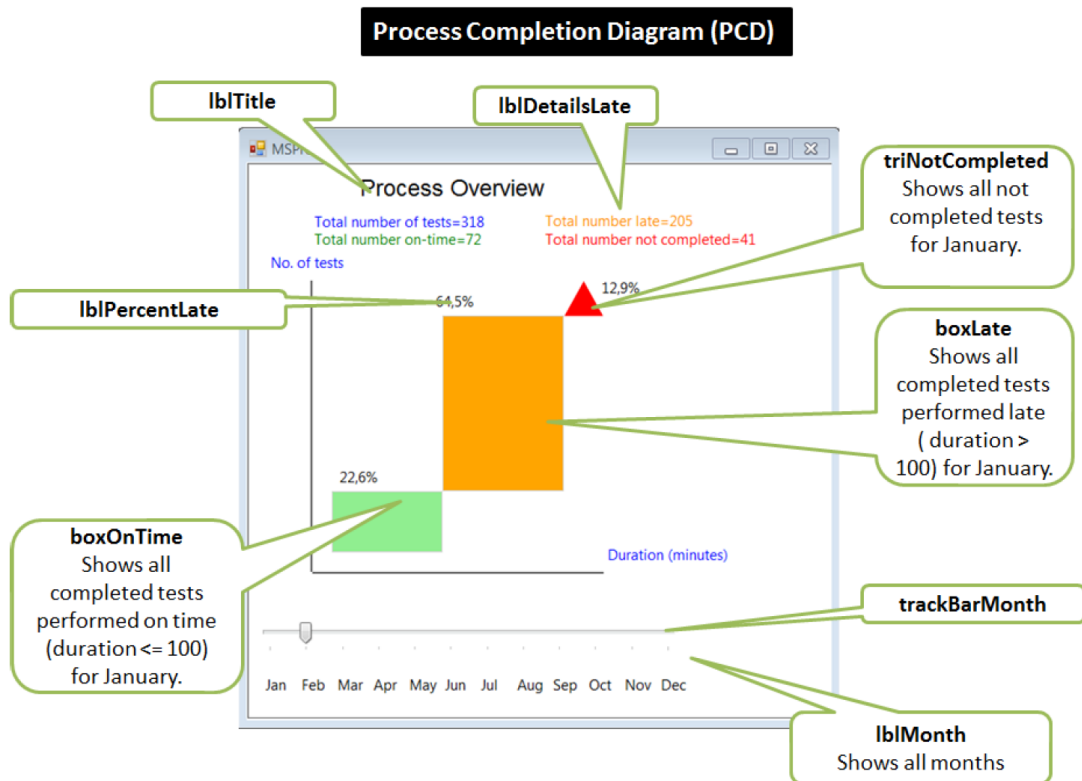 Process Completion Diagram (PCD)
lblTitle
lblDetailsLate
triNotCompleted
Shows all not
completed tests
for January.
Process Overview
Total number of tests=318
Total number late=205
Total number on-time=72
Total number not completed=41
No. of tests
lblPercentLate
64,5%
12,9%
boxLate
Shows all
completed tests
performed late
( duration >
100) for January.
22,6%
boxOnTime
Shows all
completed tests
performed on time
(duration <= 100)
for January.
Duration (minutes)
trackBarMonth
Jan Feb Mar Apr May Jun Jul Aug Sep Oct Nov Dec
lblMonth
Shows all months